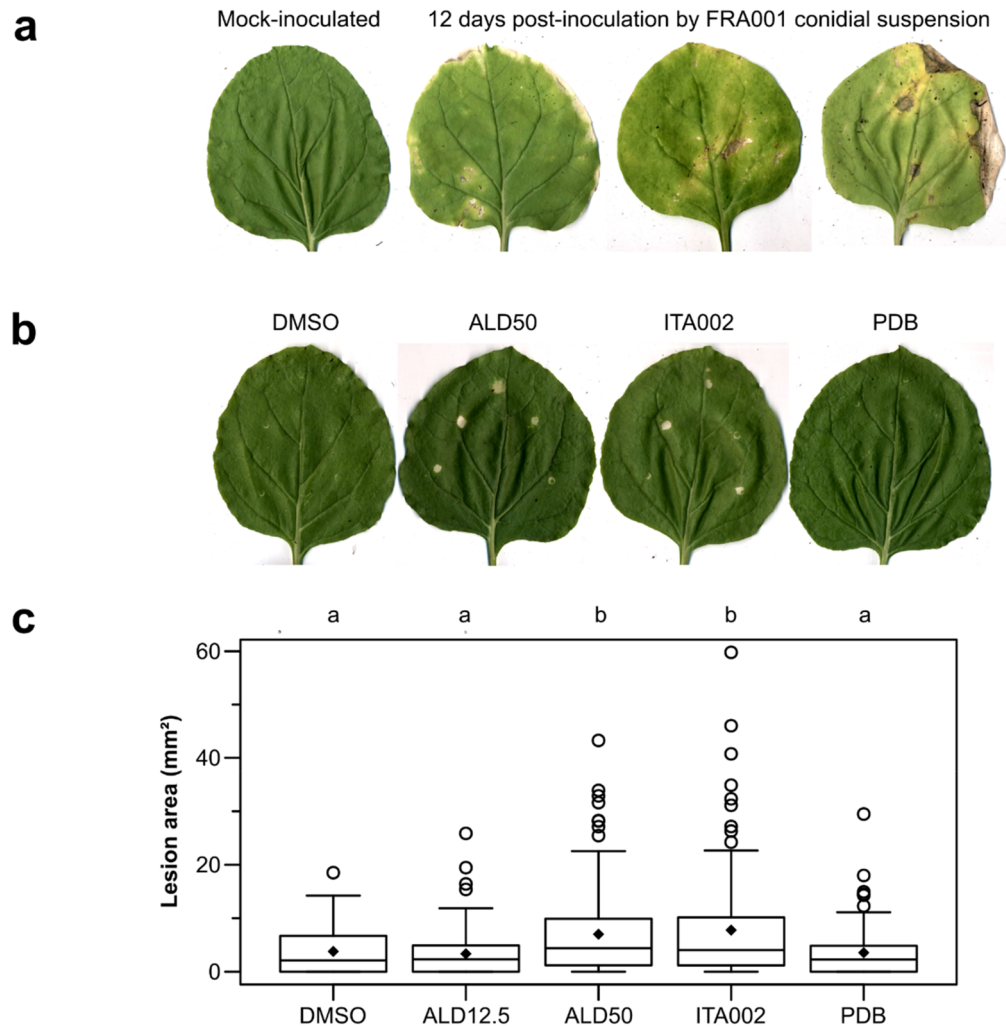 a
Mock-inoculated 12 days post-inoculation by FRA001 conidial suspension
b
DMSO ALD50 ITA002 PDB
c
a a b b a
60
40
20
0
Lesion area (mm²)
DMSO ALD12.5 ALD50 ITA002 PDB